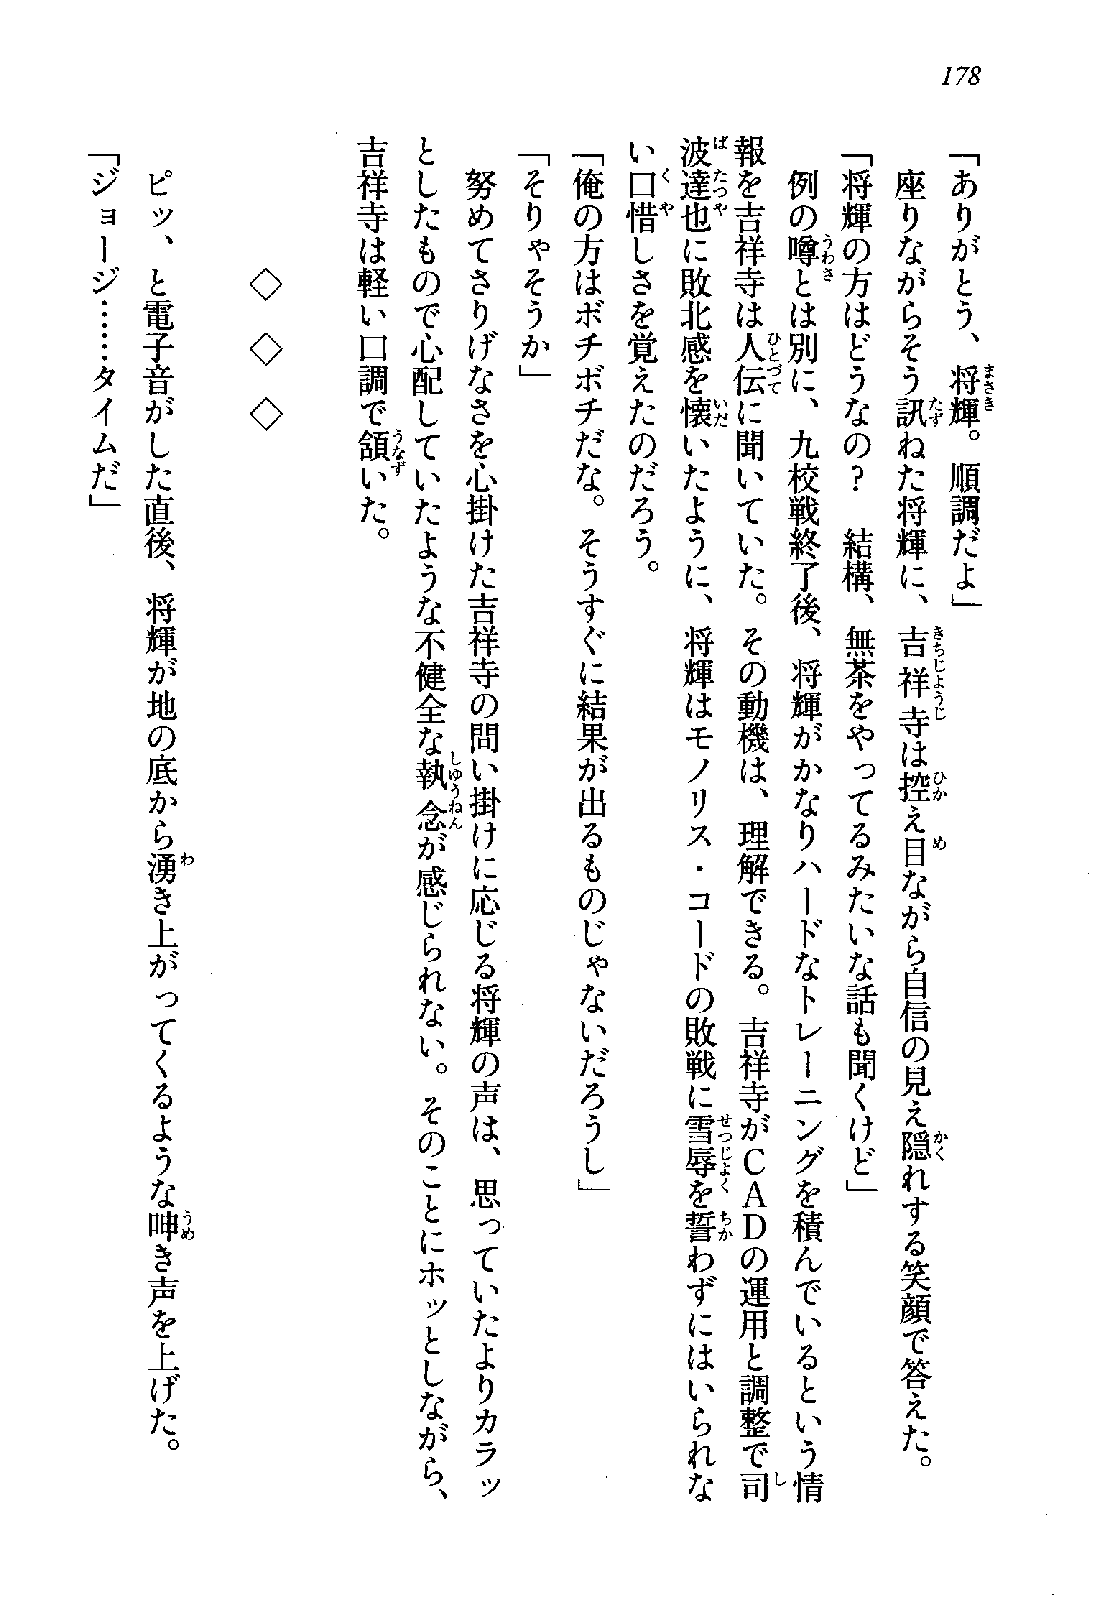 178
「ありがとう、将輝。順調だよ」
座りながらそう訊ねた将輝に、吉祥寺は控え目ながら自信の見え隠れする笑顔で答えた。
「将輝の方はどうなの？　結構、無茶をやってるみたいな話も聞くけど」
例の噂とは別に、九校戦終了後、将輝がかなりハードなトレーニングを積んでいるという情
報を吉祥寺は人伝に聞いていた。その動機は、理解できる。吉祥寺がＣＡＤの運用と調整で司
波達也に敗北感を懐いたように、将輝はモノリス・コードの敗戦に雪辱を誓わずにはいられな
い口惜しさを覚えたのだろう。
「俺の方はボチボチだな。そうすぐに結果が出るものじゃないだろうし」
「そりゃそうか」
努めてさりげなさを心掛けた吉祥寺の問い掛けに応じる将輝の声は、思っていたよりカラッ
としたもので心配していたような不健全な執念が感じられない。そのことにホッとしながら、
吉祥寺は軽い口調で頷いた。
◇　◇　◇
ピッ、と電子音がした直後、将輝が地の底から湧き上がってくるような呻き声を上げた。
「ジョージ……タイムだ」